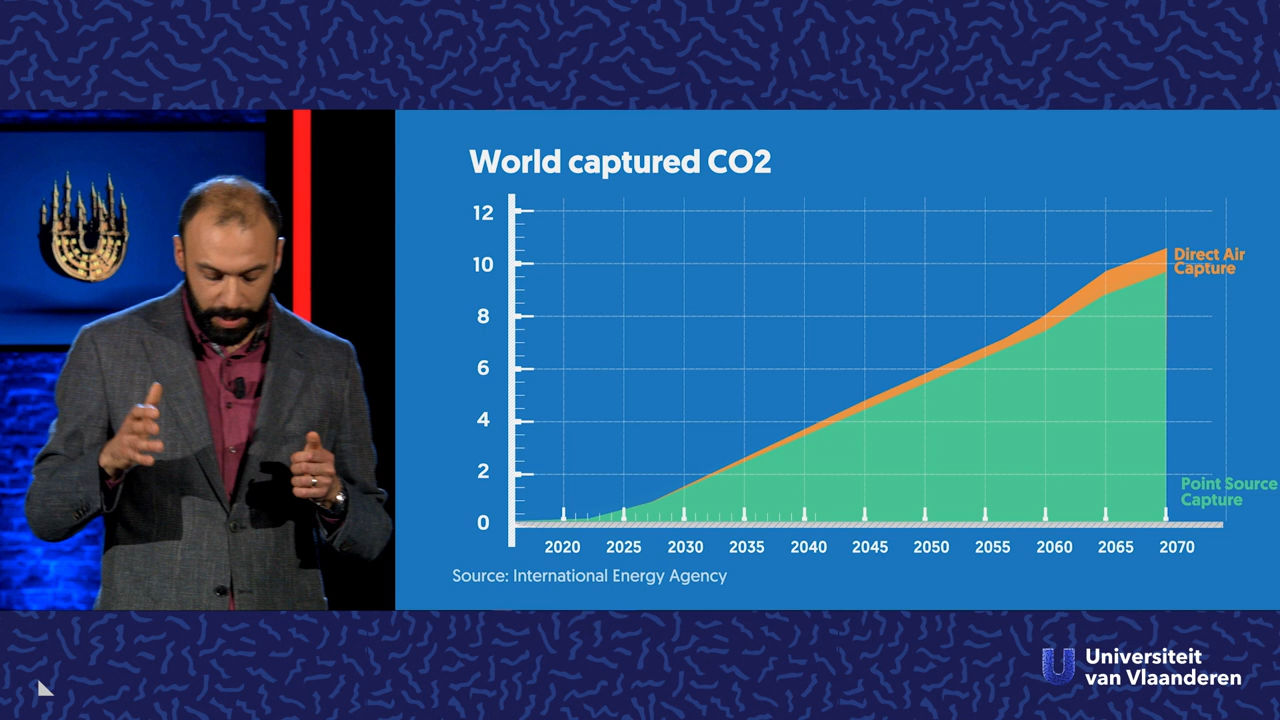 World captured CO2
12
10
8
6
4
2
0
Direct Air
Capture
Point Source
Capture
2020 2025 2030 2035 2040 2045 2050 2055 2060 2065 2070
Source: International Energy Agency
Universiteit
van Vlaanderen